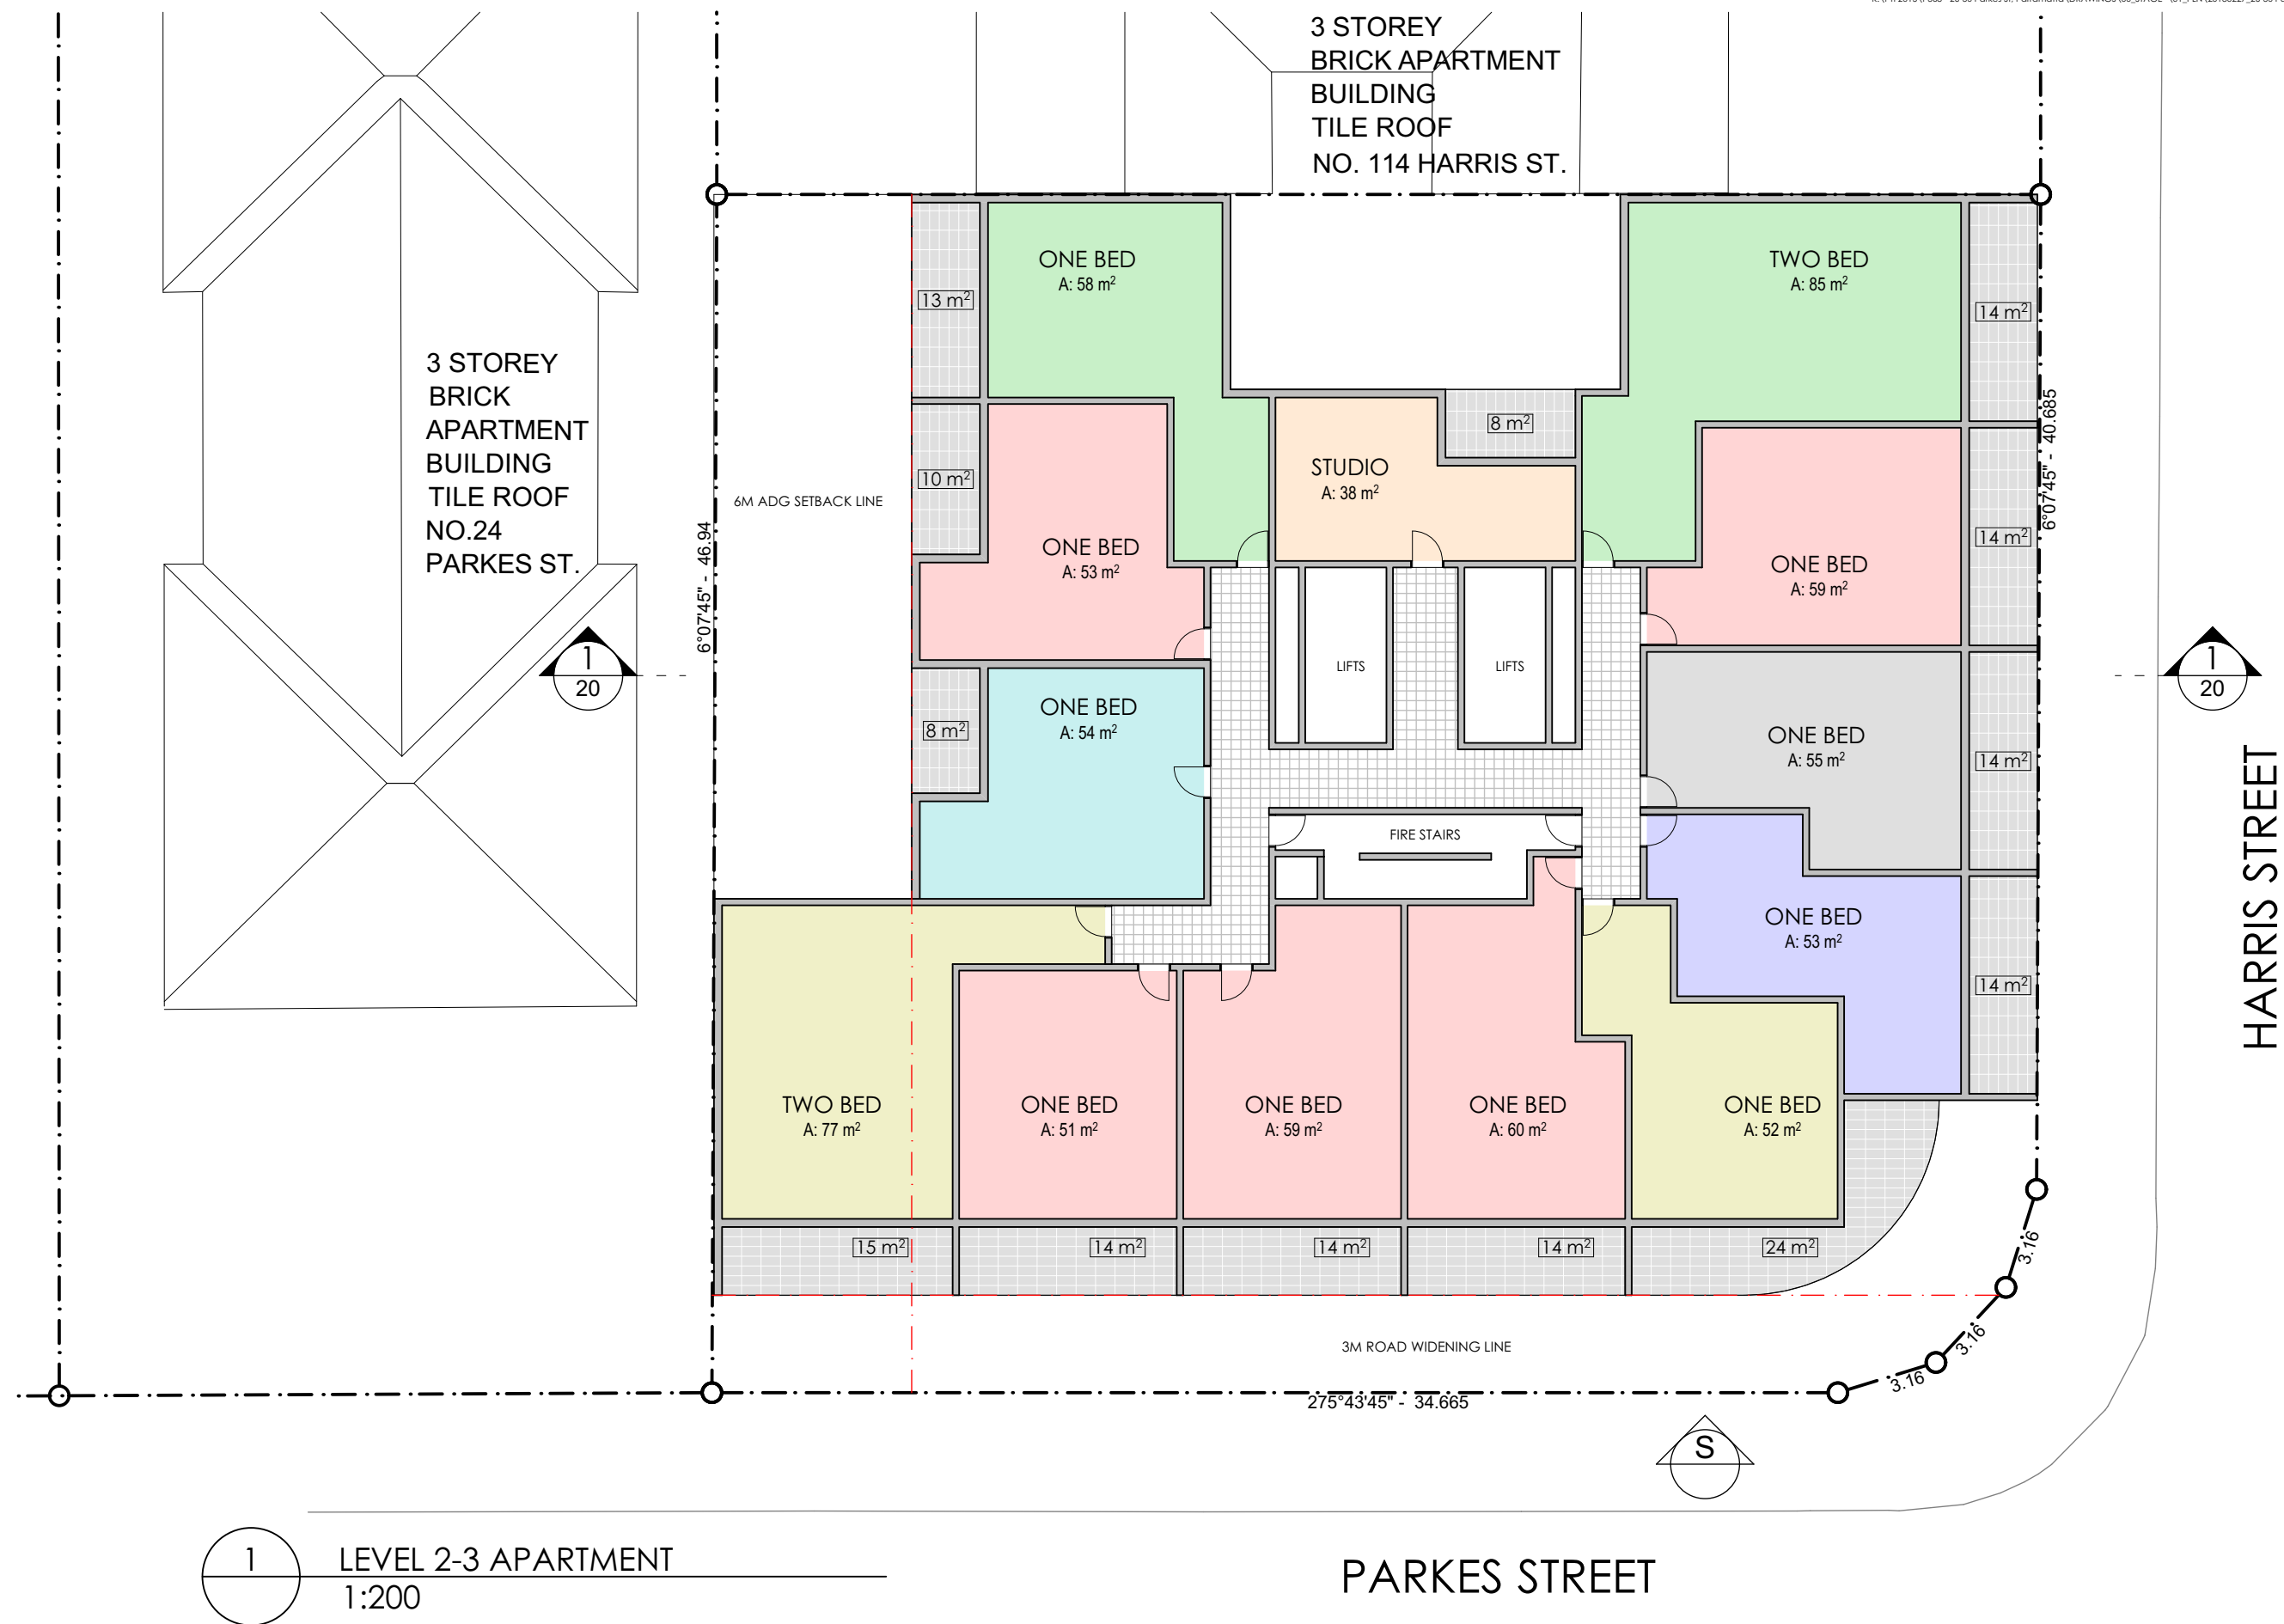 3 STOREY
BRICK APARTMENT
BUILDING
TILE ROOF
NO. 114 HARRIS ST.
3 STOREY
BRICK
APARTMENT
BUILDING
TILE ROOF
NO.24
PARKES ST.
6M ADG SETBACK LINE
6°07'45" - 46.94
6°07'45" - 40.685
13 m²
ONE BED
A: 58 m²
TWO BED
A: 85 m²
14 m²
8 m²
10 m²
STUDIO
A: 38 m²
ONE BED
A: 53 m²
ONE BED
A: 59 m²
14 m²
1
20
LIFTS
LIFTS
1
20
8 m²
ONE BED
A: 54 m²
ONE BED
A: 55 m²
14 m²
FIRE STAIRS
ONE BED
A: 53 m²
14 m²
HARRIS STREET
TWO BED
A: 77 m²
ONE BED
A: 51 m²
ONE BED
A: 59 m²
ONE BED
A: 60 m²
ONE BED
A: 52 m²
15 m²
14 m²
14 m²
14 m²
24 m²
3.16
3.16
3.16
3M ROAD WIDENING LINE
275°43'45" - 34.665
S
1
LEVEL 2-3 APARTMENT
1:200
PARKES STREET